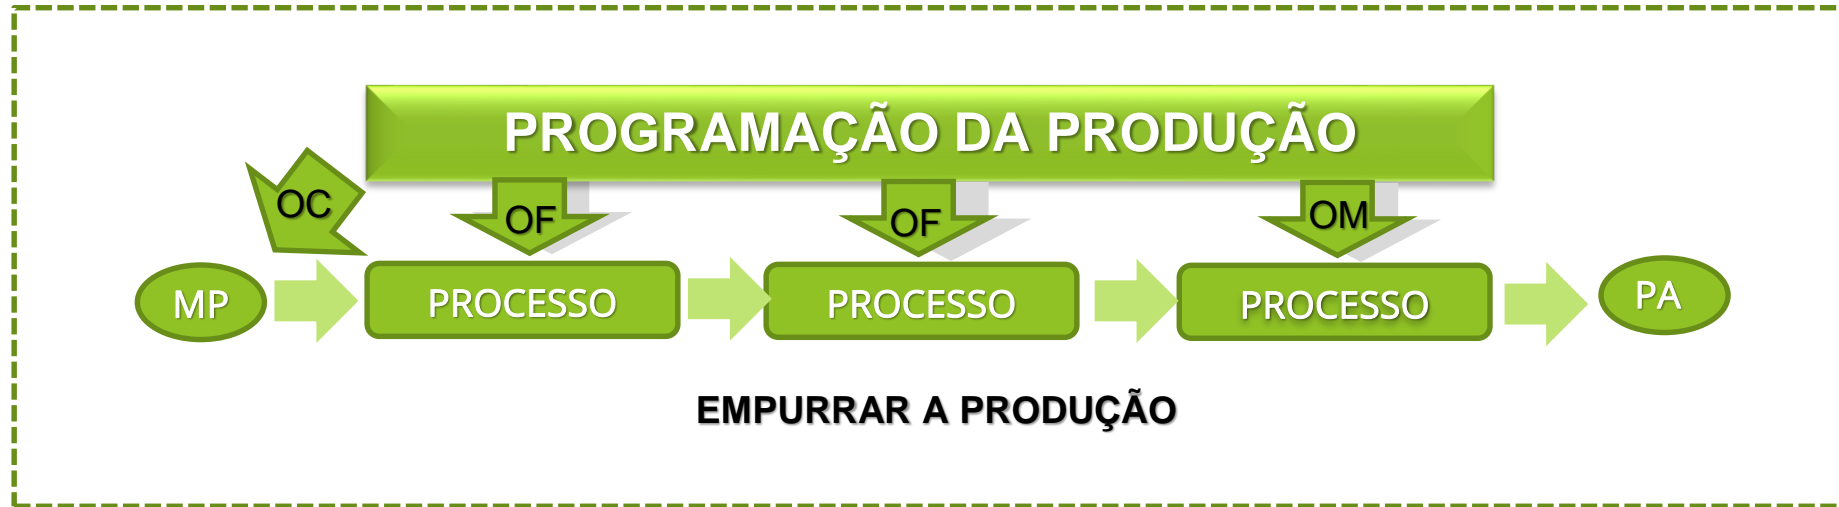 PROGRAMAÇÃO DA PRODUÇÃO
OC
OF
OF
OM
MP
PROCESSO
PROCESSO
PROCESSO
PA
EMPURRAR A PRODUÇÃO